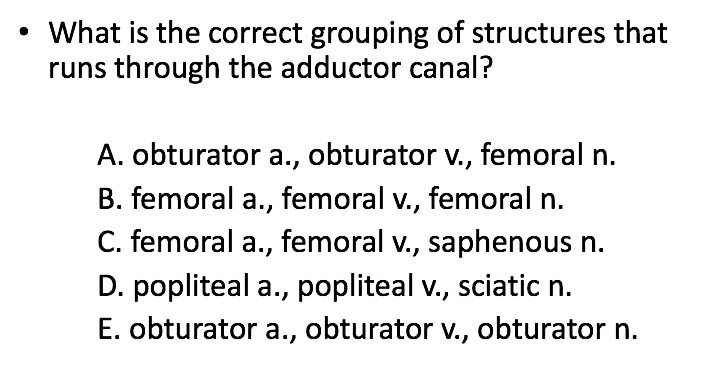 • What is the correct grouping of structures that
runs through the adductor canal?
A. obturator a., obturator v., femoral n.
B. femoral a., femoral v., femoral n.
C. femoral a., femoral v., saphenous n.
D. popliteal a., popliteal v., sciatic n.
E. obturator a., obturator v., obturator n.